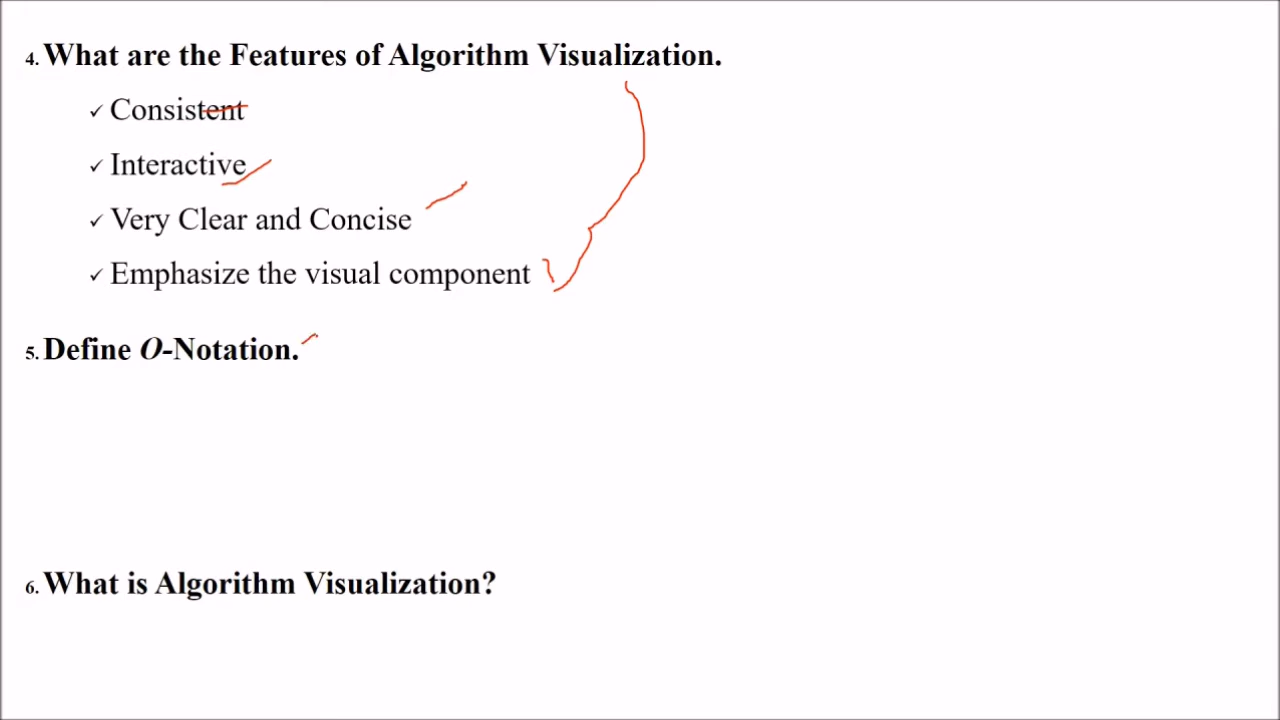 4. What are the Features of Algorithm Visualization.
✓ Consistent
✓ Interactive
✓ Very Clear and Concise
✓ Emphasize the visual component
5. Define O-Notation.
6. What is Algorithm Visualization?